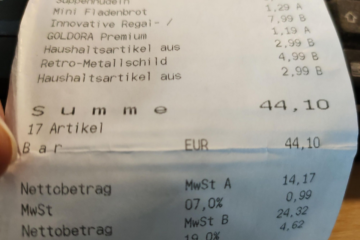 Suppennudeln
Mini Fladenbrot 1,29 A
Innovative Regal- / 7,99 B
GOLDORA Premium 1,19 A
Haushaltsartikel aus 2,99 B
Retro-Metallschild 4,99 B
Haushaltsartikel aus 2,99 B
Summe 44,10
17 Artikel
Bar EUR 44,10
Nettobetrag MwSt A 14,17
MwSt 07,0% 0,99
Nettobetrag MwSt B 24,32
19,0% 4,62